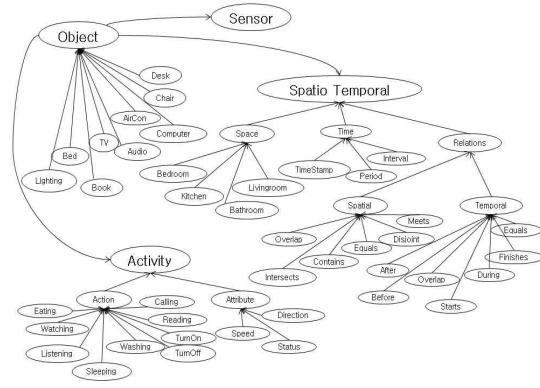 Sensor
Object
Desk
Chair
AirCon
Computer
TV
Audio
Bed
Lighting
Book
Spatio Temporal
Space
Time
Relations
Bedroom
Kitchen
Livingroom
Bathroom
TimeStamp
Interval
Period
Spatial
Temporal
Overlap
Meets
Disjoint
Equals
Contains
Intersects
Equals
Finishes
During
After
Overlap
Before
Starts
Activity
Action
Attribute
Eating
Calling
Watching
Reading
TurnOn
Listening
Washing
TurnOff
Sleeping
Direction
Speed
Status